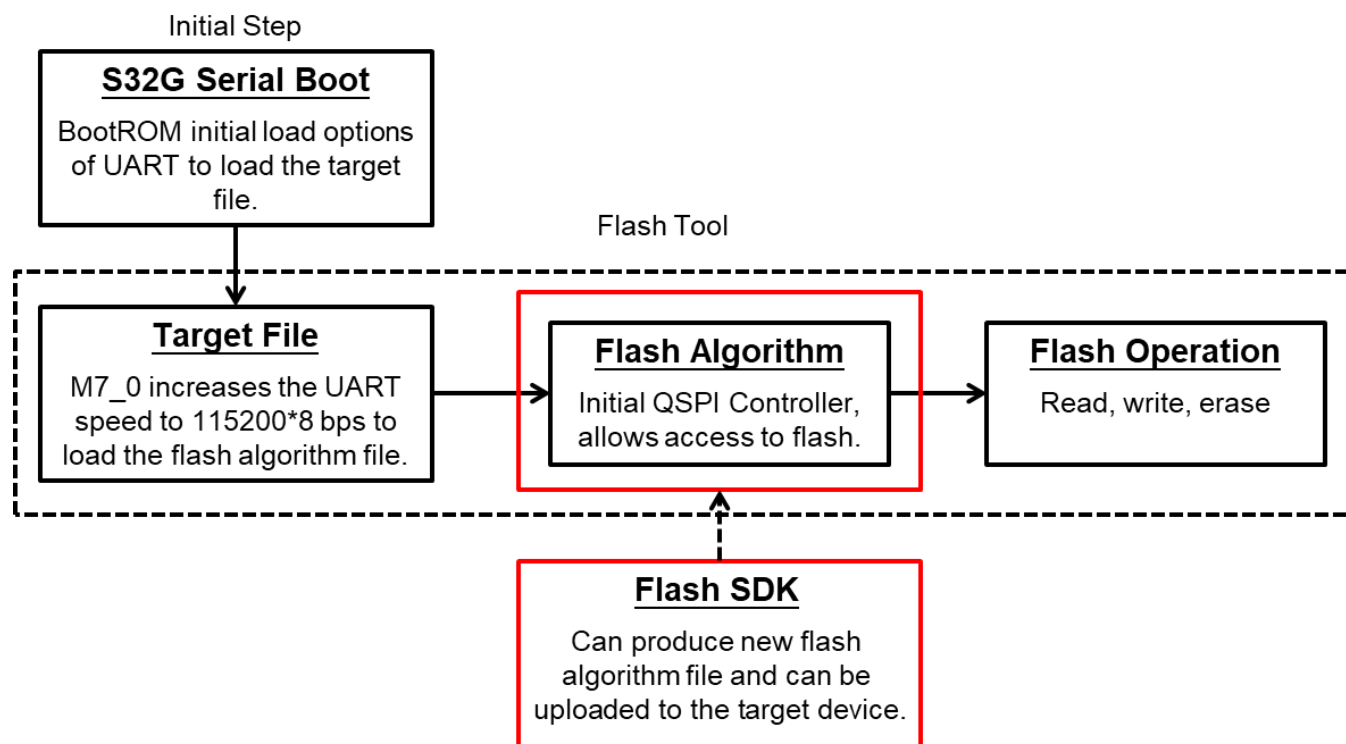 Initial Step
S32G Serial Boot
BootROM initial load options
of UART to load the target
file.
Flash Tool
Target File
M7_0 increases the UART
speed to 115200*8 bps to
load the flash algorithm file.
Flash Algorithm
Initial QSPI Controller,
allows access to flash.
Flash Operation
Read, write, erase
Flash SDK
Can produce new flash
algorithm file and can be
uploaded to the target device.